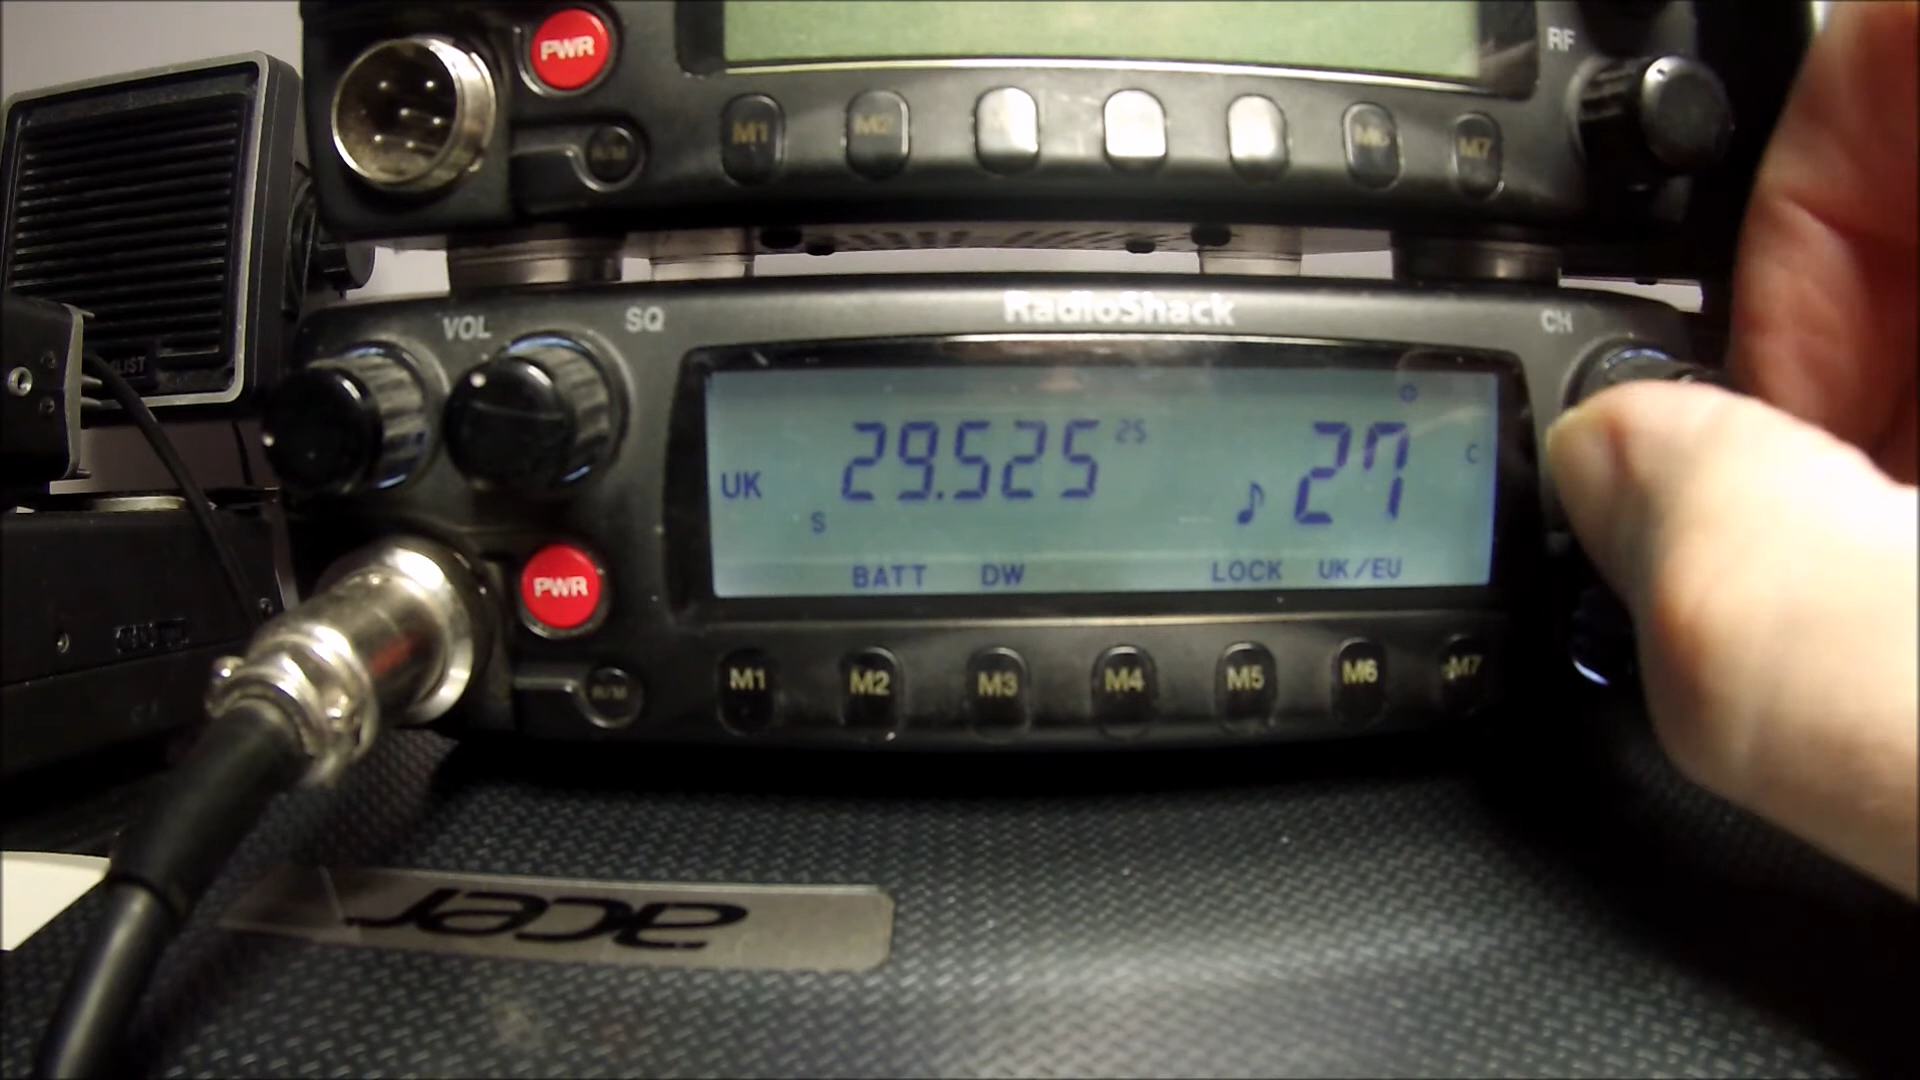 PWR
RF
M1 M2 M6 M7
RadioShack
VOL SQ CH
29.525 25 27 C
UK
S ♪
BATT DW LOCK UK/EU
PWR
M1 M2 M3 M4 M5 M6 M7
acer